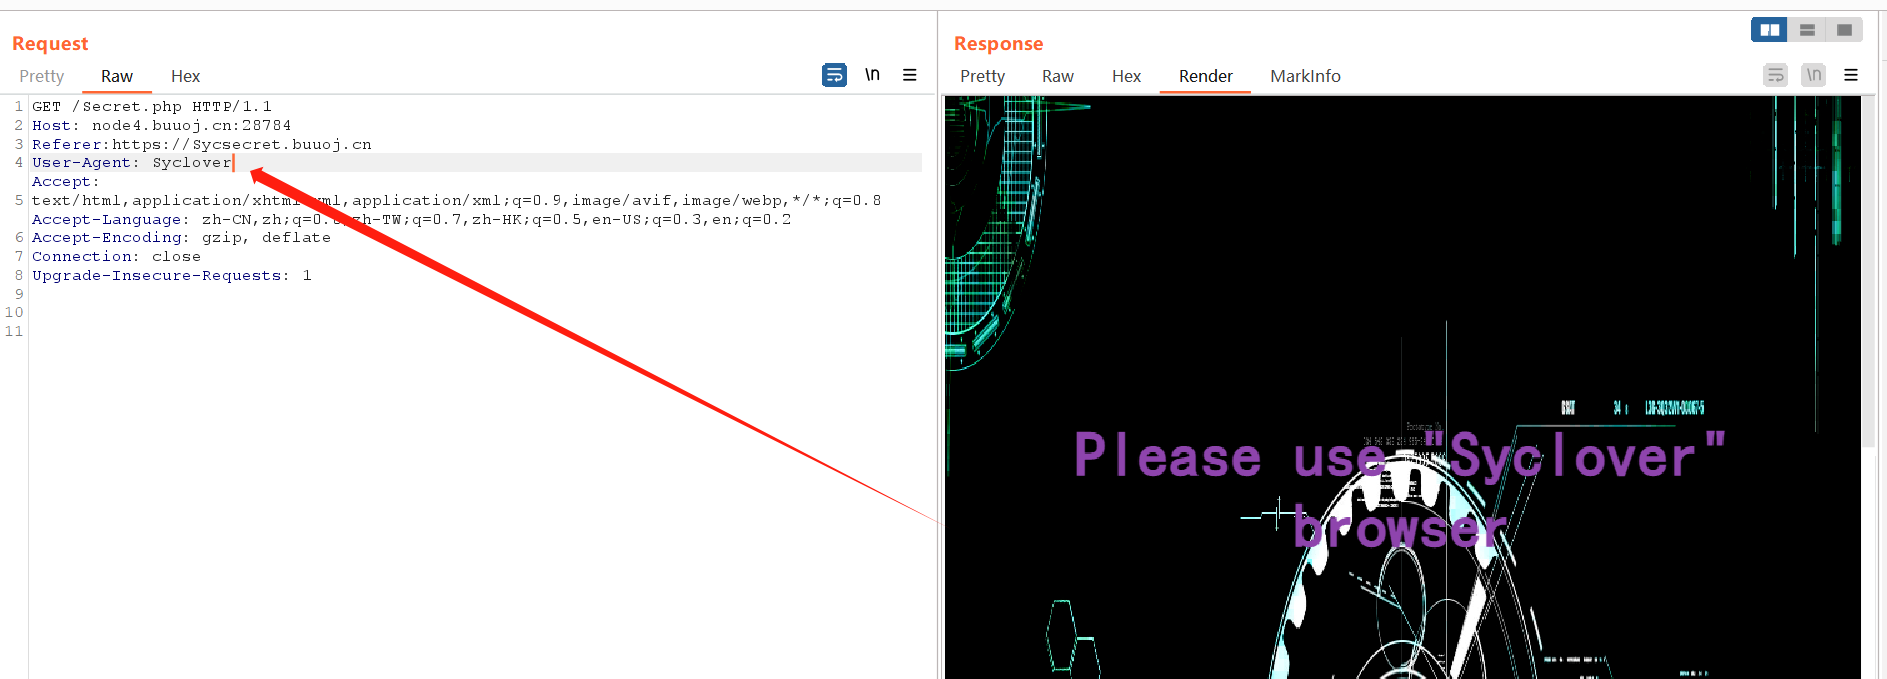 Request
Pretty Raw Hex
\n
1 GET /Secret.php HTTP/1.1
2 Host: node4.buuoj.cn:28784
3 Referer:https://Sycsecret.buuoj.cn
4 User-Agent: Syclover
Accept:
5 text/html,application/xhtml xml,application/xml;q=0.9,image/avif,image/webp,*/*;q=0.8
Accept-Language: zh-CN,zh;q=0. zh-TW;q=0.7,zh-HK;q=0.5,en-US;q=0.3,en;q=0.2
6 Accept-Encoding: gzip, deflate
7 Connection: close
8 Upgrade-Insecure-Requests: 1
9
10
11
Response
Pretty Raw Hex Render MarkInfo
\n
Please use "Syclover"
browser